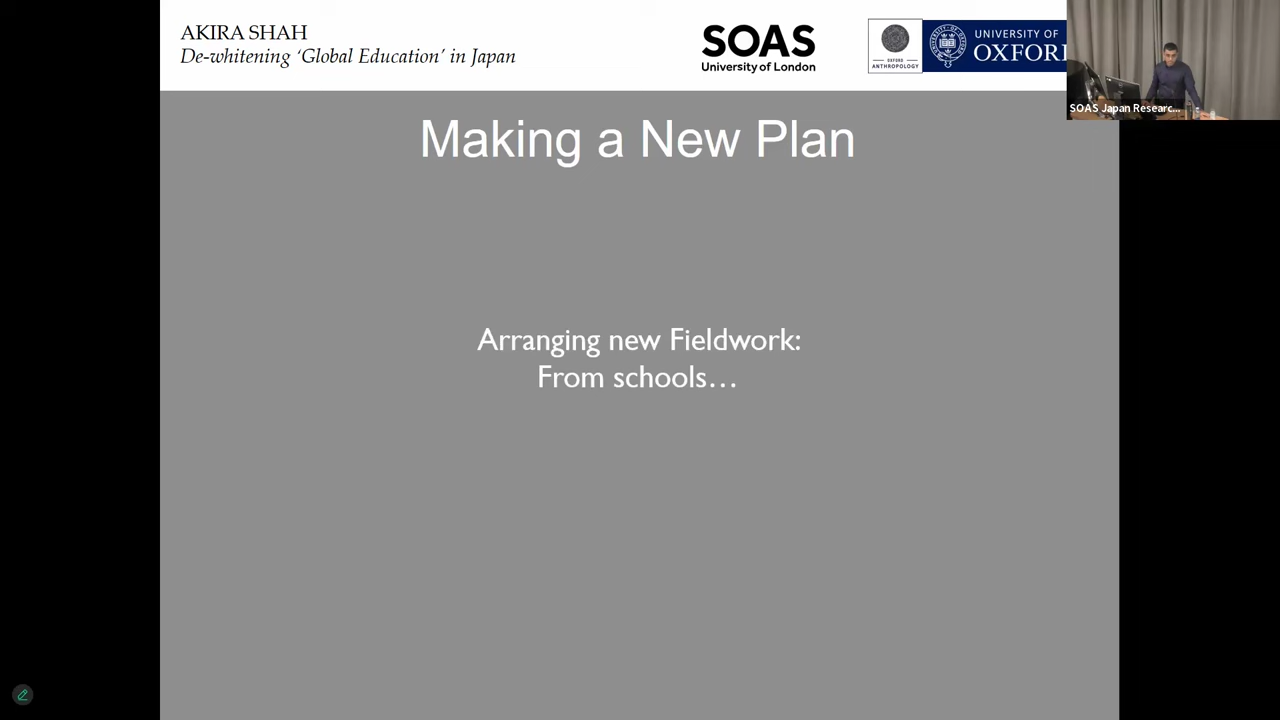 AKIRA SHAH
De-whitening ‘Global Education’ in Japan
SOAS
University of London
OXFORD
ANTHROPOLOGY
UNIVERSITY OF
OXFOR
SOAS Japan Researc...
Making a New Plan
Arranging new Fieldwork:
From schools…